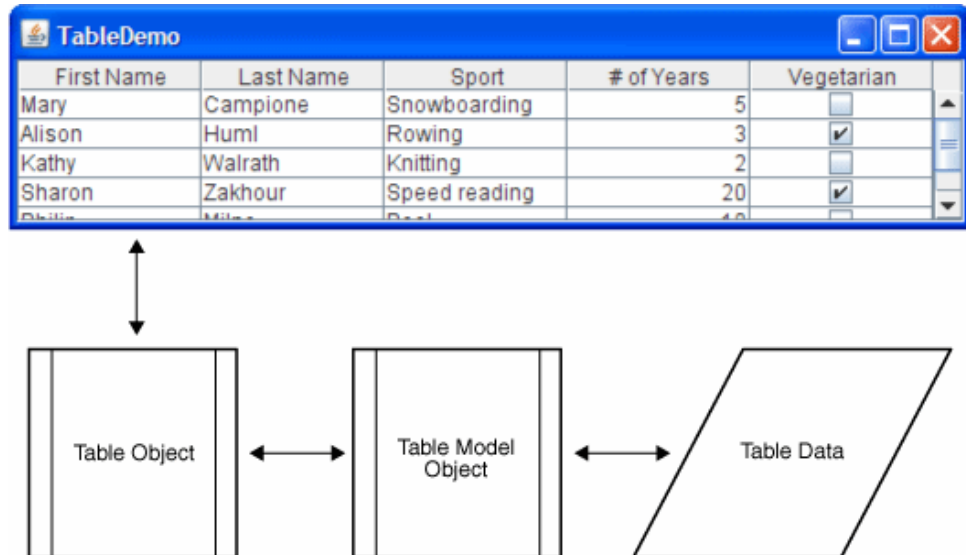 TableDemo
First Name Last Name Sport # of Years Vegetarian
Mary Campione Snowboarding 5
Alison Huml Rowing 3
Kathy Walrath Knitting 2
Sharon Zakhour Speed reading 20
Table Object
Table Model
Object
Table Data